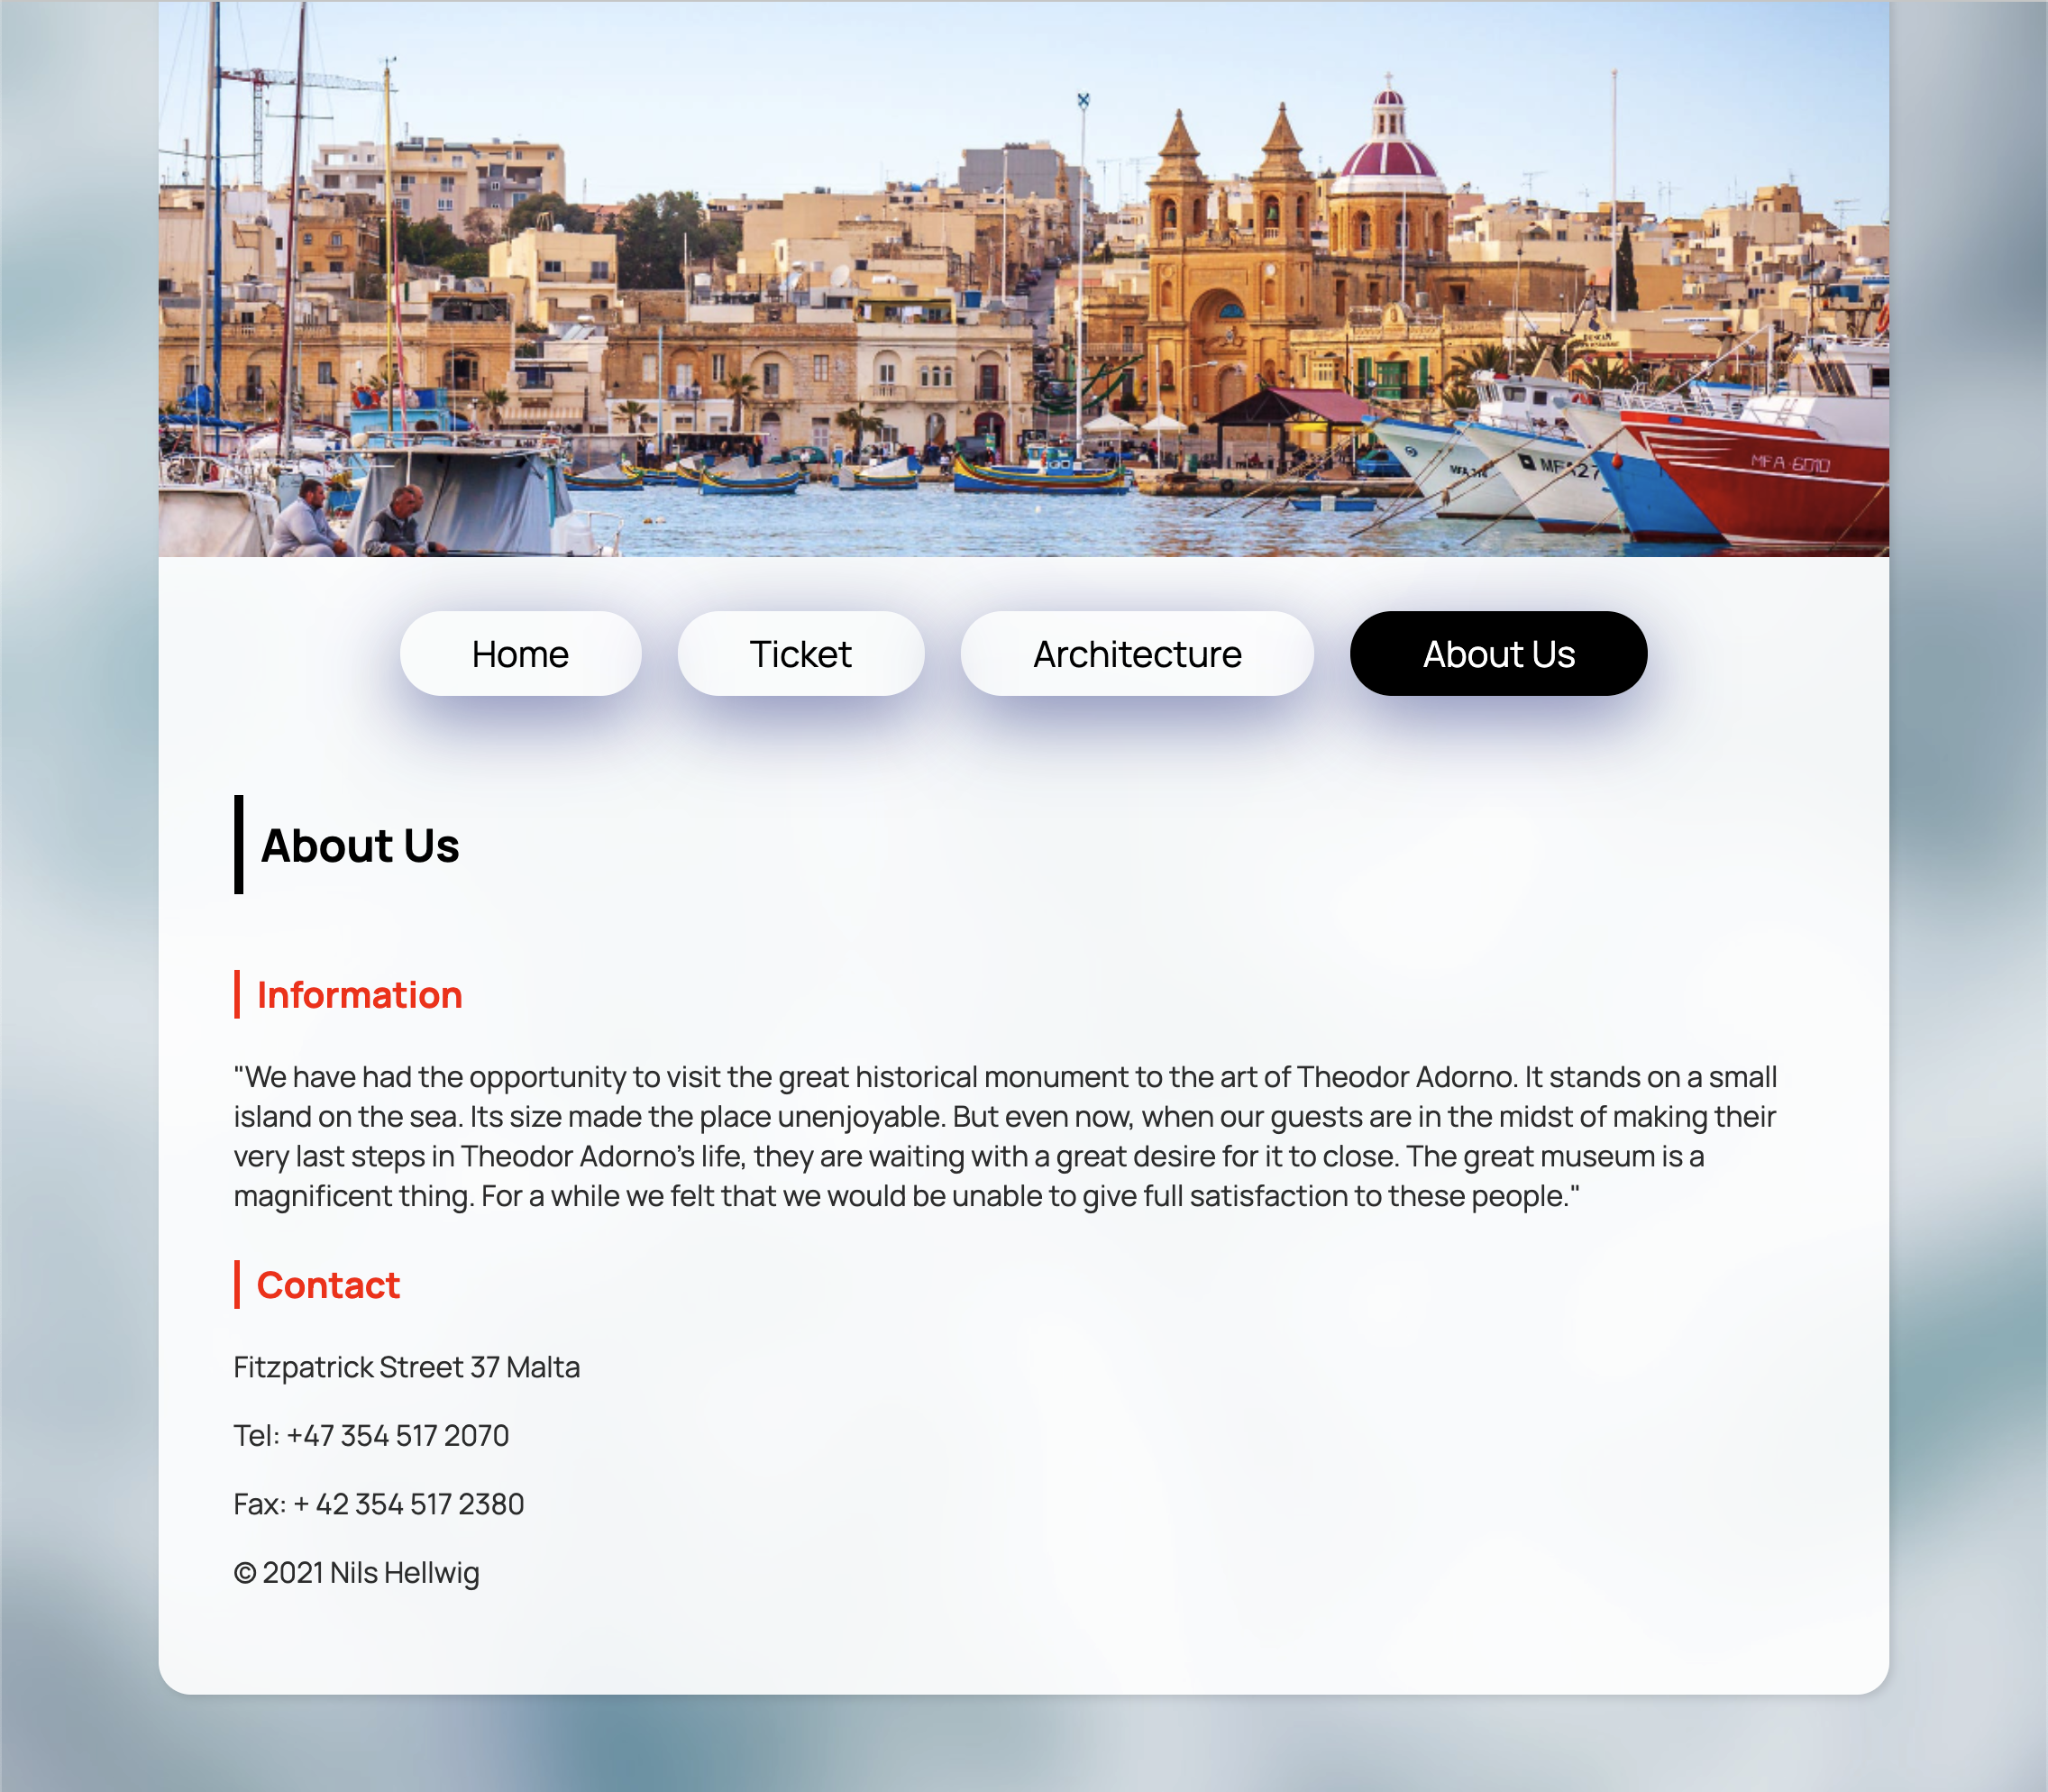 MFA-6010
Home
Ticket
Architecture
About Us
About Us
Information
"We have had the opportunity to visit the great historical monument to the art of Theodor Adorno. It stands on a small
island on the sea. Its size made the place unenjoyable. But even now, when our guests are in the midst of making their
very last steps in Theodor Adorno's life, they are waiting with a great desire for it to close. The great museum is a
magnificent thing. For a while we felt that we would be unable to give full satisfaction to these people."
Contact
Fitzpatrick Street 37 Malta
Tel: +47 354 517 2070
Fax: + 42 354 517 2380
© 2021 Nils Hellwig